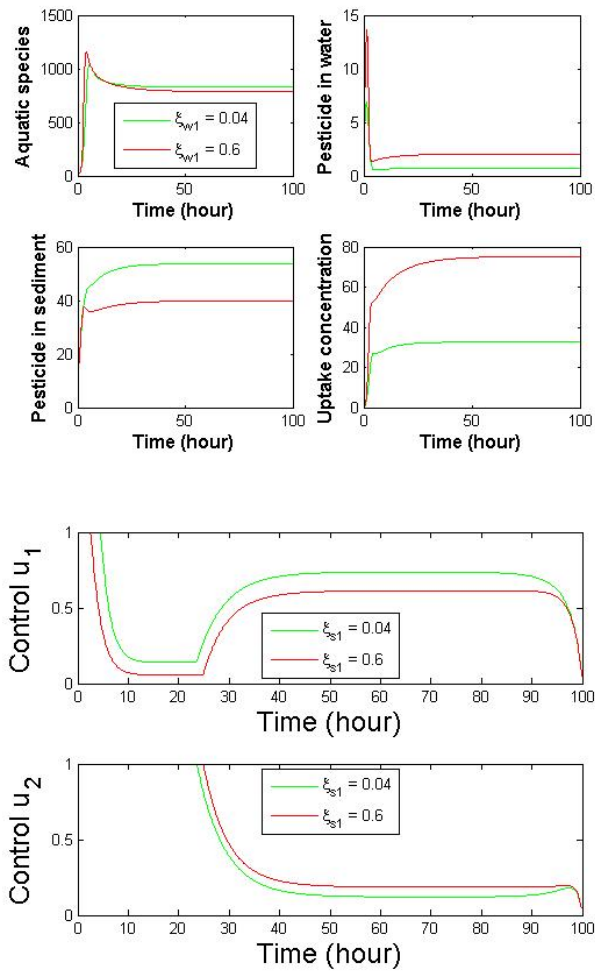 Aquatic species
1500
1000
500
0
0 50 100
Time (hour)
ξw1 = 0.04
ξw1 = 0.6
Pesticide in water
15
10
5
0
0 50 100
Time (hour)
Pesticide in sediment
60
40
20
0
0 50 100
Time (hour)
Uptake concentration
80
60
40
20
0
0 50 100
Time (hour)
Control u1
1
0.5
0
0 10 20 30 40 50 60 70 80 90 100
Time (hour)
ξs1 = 0.04
ξs1 = 0.6
Control u2
1
0.5
0
0 10 20 30 40 50 60 70 80 90 100
Time (hour)
ξs1 = 0.04
ξs1 = 0.6